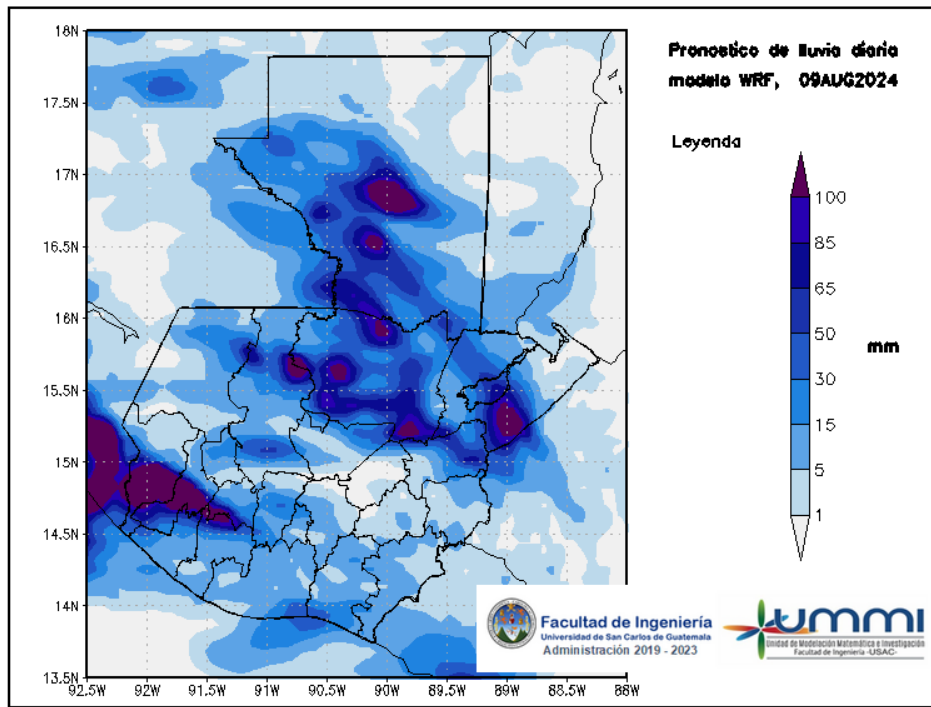 18N
17.5N
17N
16.5N
16N
15.5N
15N
14.5N
14N
13.5N
92.5W
92W
91.5W
91W
90.5W
90W
89.5W
89W
88.5W
88W
Pronostico de lluvia diaria
modelo WRF, 09AUG2024
Leyenda
100
85
65
50
30
15
5
1
mm
Facultad de Ingeniería
Universidad de San Carlos de Guatemala
Administración 2019 - 2023
UMMI
Unidad de Modelación Matemática e Investigación
Facultad de Ingeniería -USAC-